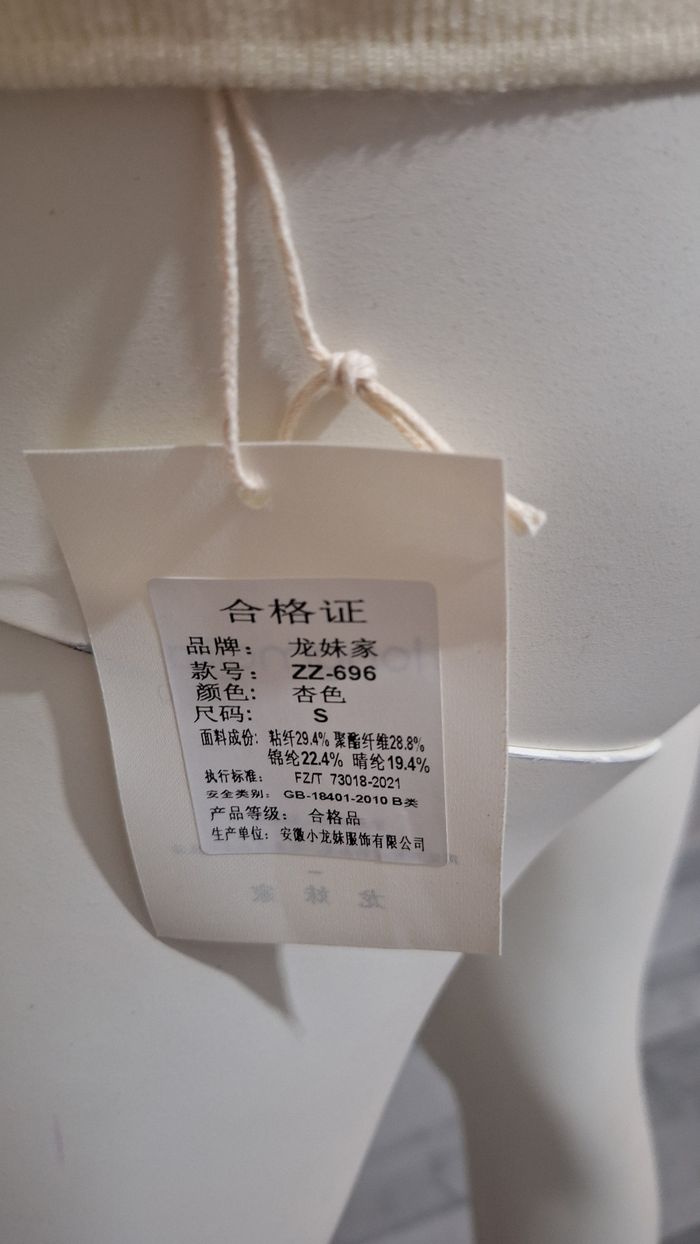 合格证
品牌: 龙妹家
款号: ZZ-696
颜色: 杏色
尺码: S
面料成份: 粘纤29.4% 聚酯纤维28.8%
锦纶22.4% 晴纶19.4%
执行标准: FZ/T 73018-2021
安全类别: GB-18401-2010 B类
产品等级: 合格品
生产单位: 安徽小龙妹服饰有限公司
龙妹家